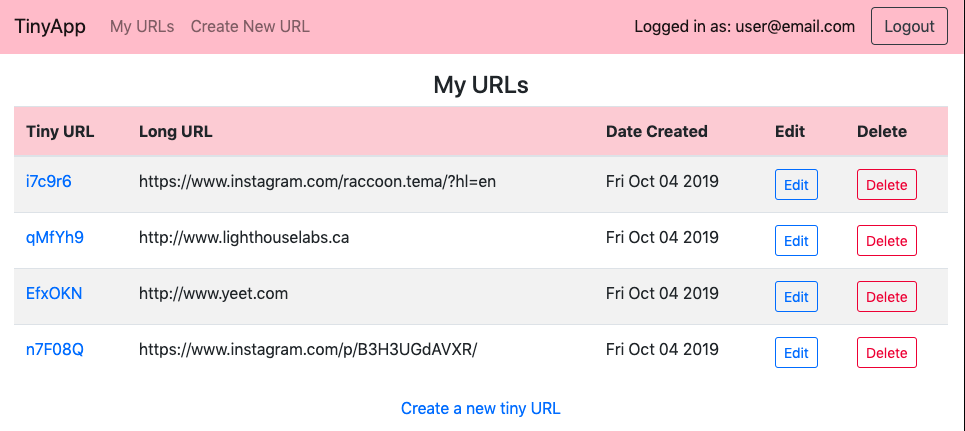 TinyApp My URLs Create New URL Logged in as: user@email.com Logout
My URLs
Tiny URL Long URL Date Created Edit Delete
i7c9r6 https://www.instagram.com/raccoon.tema/?hl=en Fri Oct 04 2019 Edit Delete
qMfYh9 http://www.lighthouselabs.ca Fri Oct 04 2019 Edit Delete
EfxOKN http://www.yeet.com Fri Oct 04 2019 Edit Delete
n7F08Q https://www.instagram.com/p/B3H3UGdAVXR/ Fri Oct 04 2019 Edit Delete
Create a new tiny URL